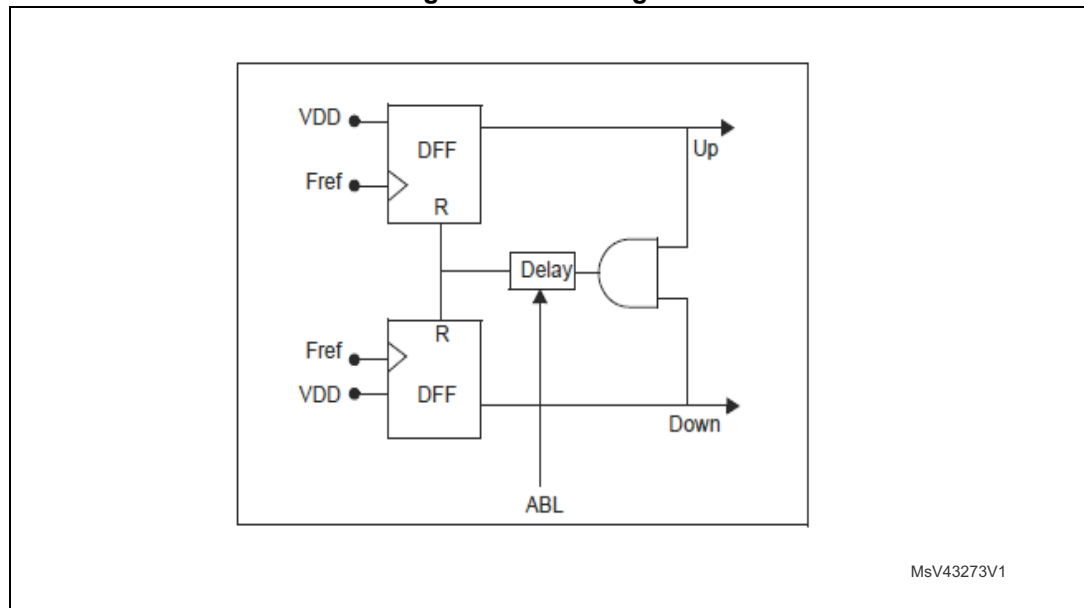 VDD
DFF
Up
Fref
R
Delay
R
Fref
VDD
DFF
Down
ABL
MsV43273V1